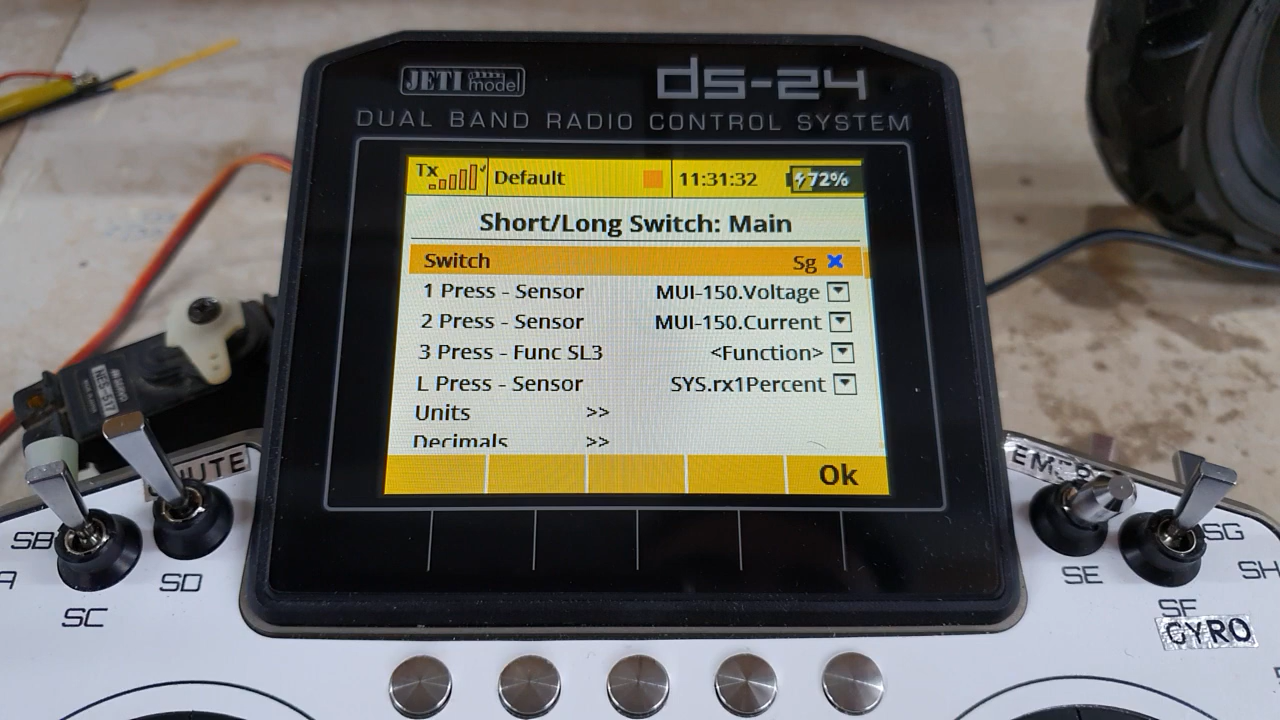 JETI model
ds-24
DUAL BAND RADIO CONTROL SYSTEM
Tx Default 11:31:32 72%
Short/Long Switch: Main
Switch Sg
1 Press - Sensor MUI-150.Voltage
2 Press - Sensor MUI-150.Current
3 Press - Func SL3 <Function>
L Press - Sensor SYS.rx1Percent
Units >>
Decimals >>
Ok
SB
SD
SC
SE
SG
SH
SF
GYRO